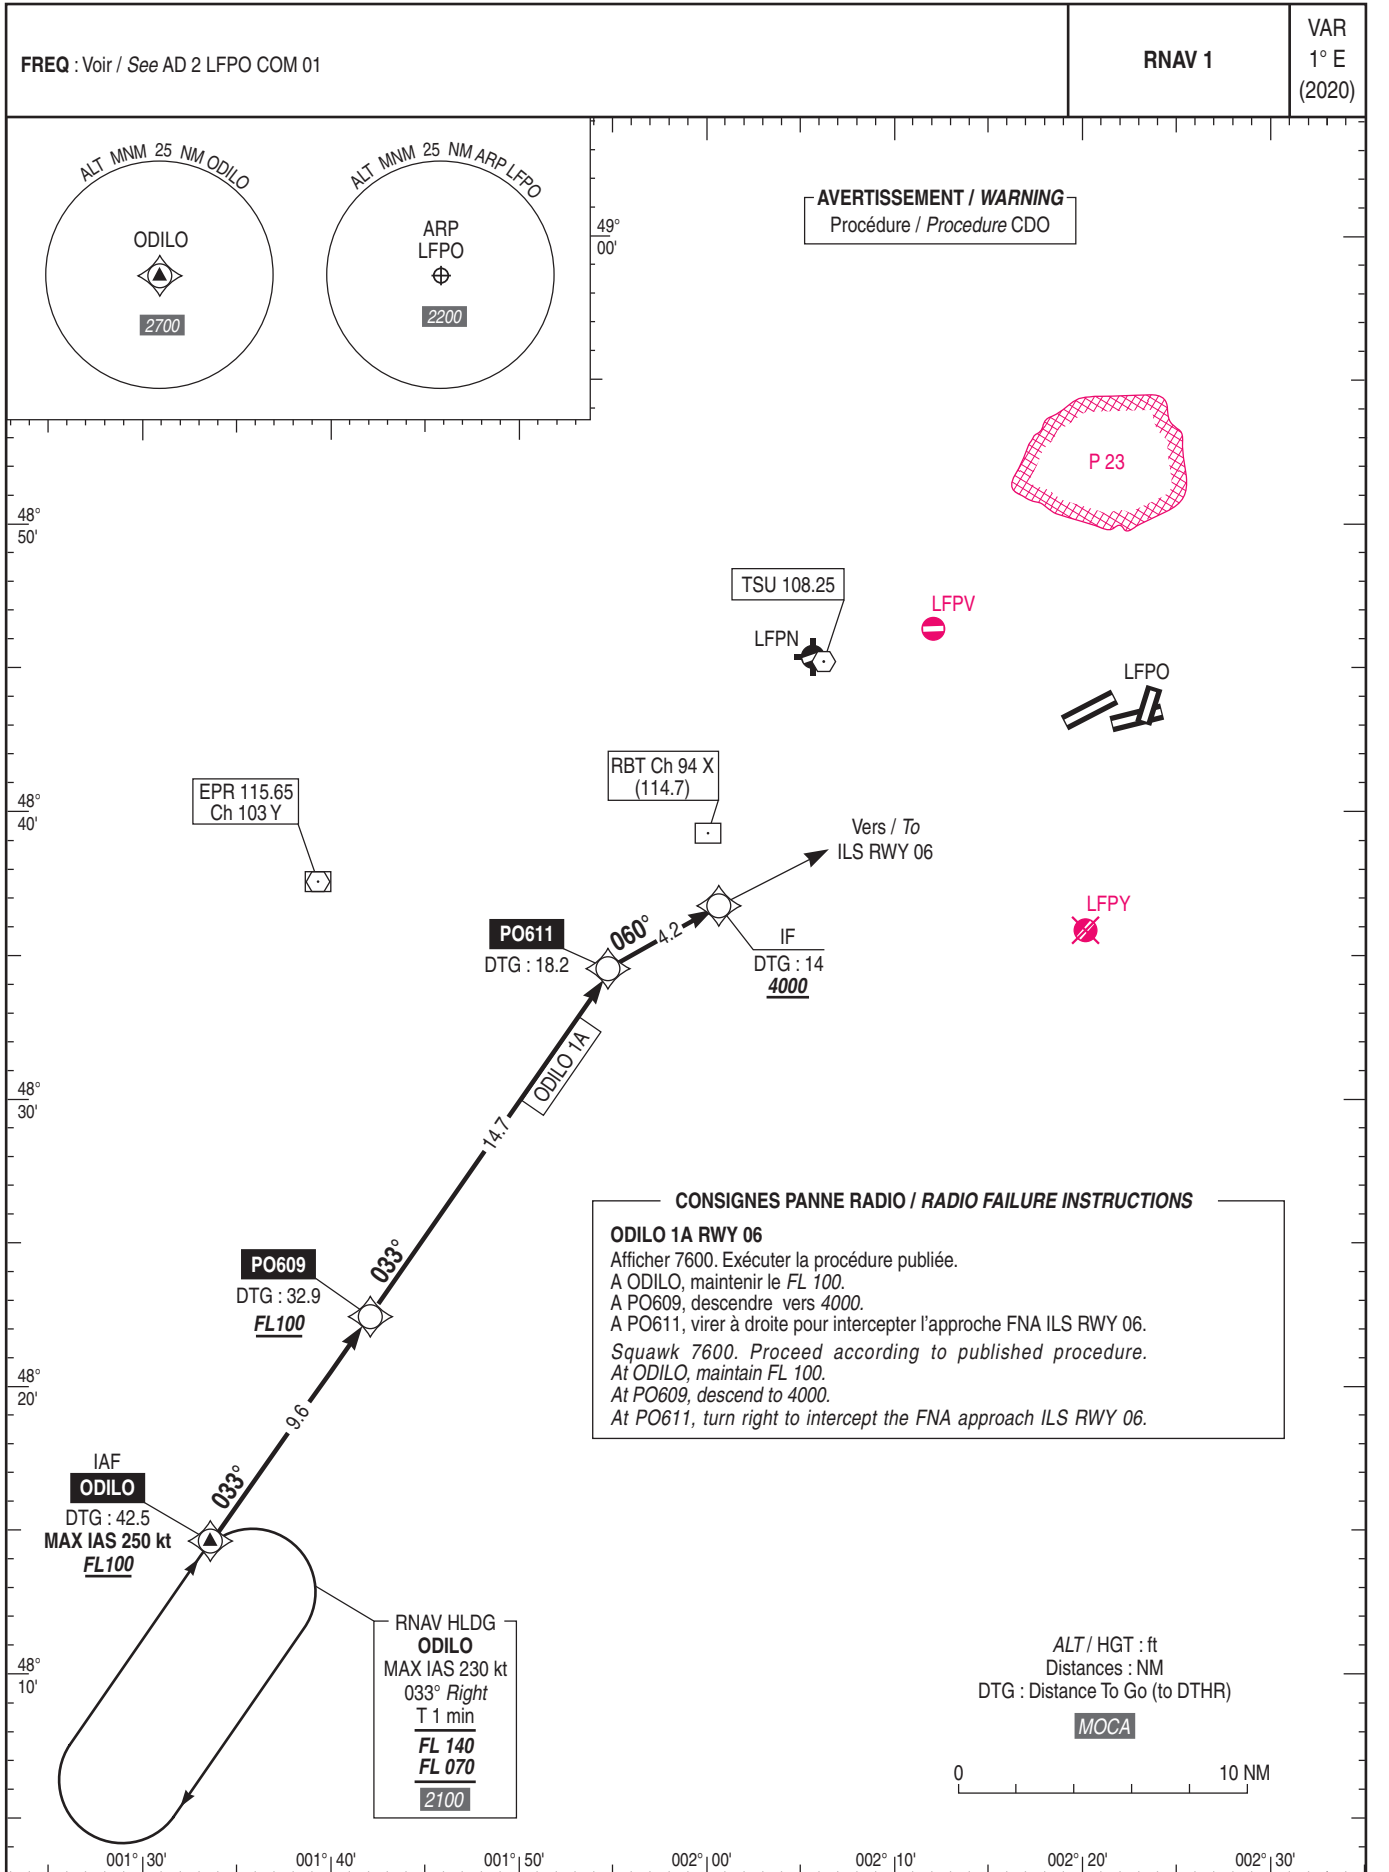 FREQ : Voir / See AD 2 LFPO COM 01
RNAV 1
VAR
1° E
(2020)
ALT MNM 25 NM ODILO
ODILO
2700
ALT MNM 25 NM ARP LFPO
ARP
LFPO
2200
49°
00'
AVERTISSEMENT / WARNING
Procédure / Procedure CDO
P 23
48°
50'
TSU 108.25
LFPV
LFPN
LFPO
RBT Ch 94 X
(114.7)
EPR 115.65
Ch 103 Y
48°
40'
Vers / To
ILS RWY 06
LFPY
PO611
DTG : 18.2
060°
4.2
IF
DTG : 14
4000
ODILO 1A
48°
30'
14.7
CONSIGNES PANNE RADIO / RADIO FAILURE INSTRUCTIONS
ODILO 1A RWY 06
Afficher 7600. Exécuter la procédure publiée.
A ODILO, maintenir le FL 100.
A PO609, descendre vers 4000.
A PO611, virer à droite pour intercepter l'approche FNA ILS RWY 06.
Squawk 7600. Proceed according to published procedure.
At ODILO, maintain FL 100.
At PO609, descend to 4000.
At PO611, turn right to intercept the FNA approach ILS RWY 06.
033°
PO609
DTG : 32.9
FL100
48°
20'
9.6
033°
IAF
ODILO
DTG : 42.5
MAX IAS 250 kt
FL100
RNAV HLDG
ODILO
MAX IAS 230 kt
033° Right
T 1 min
FL 140
FL 070
2100
48°
10'
ALT / HGT : ft
Distances : NM
DTG : Distance To Go (to DTHR)
MOCA
0 10 NM
001° 30' 001° 40' 001° 50' 002° 00' 002° 10' 002° 20' 002° 30'